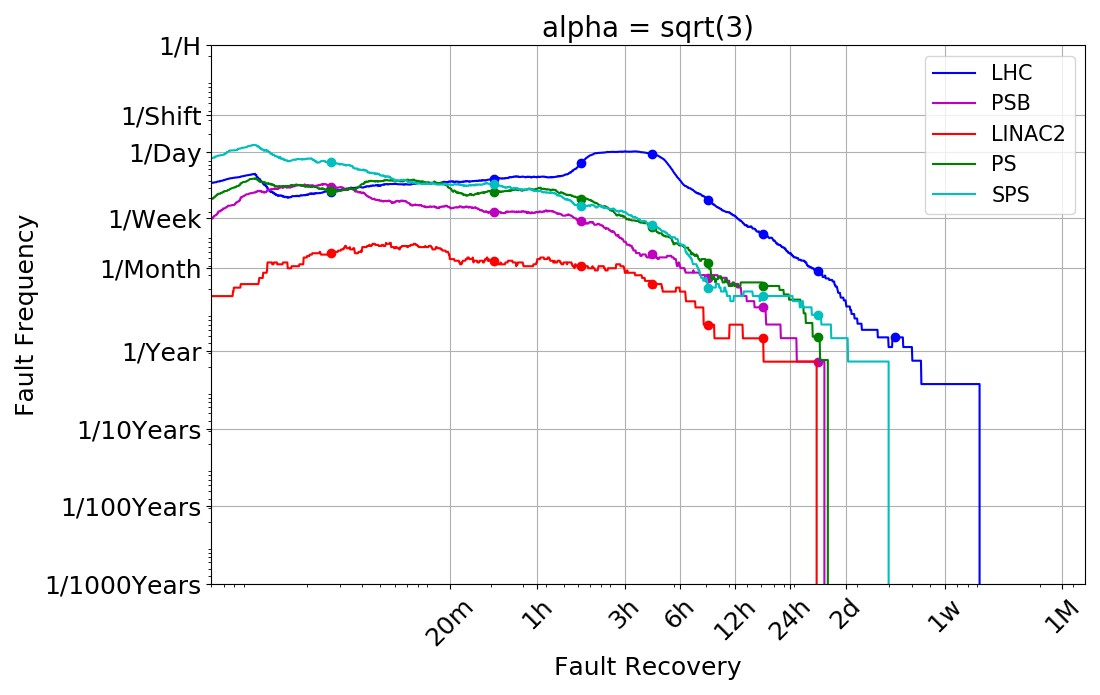 alpha = sqrt(3)
1/H
1/Shift
1/Day
1/Week
1/Month
1/Year
1/10Years
1/100Years
1/1000Years
Fault Frequency
LHC
PSB
LINAC2
PS
SPS
20m
1h
3h
6h
12h
24h
2d
1w
1M
Fault Recovery